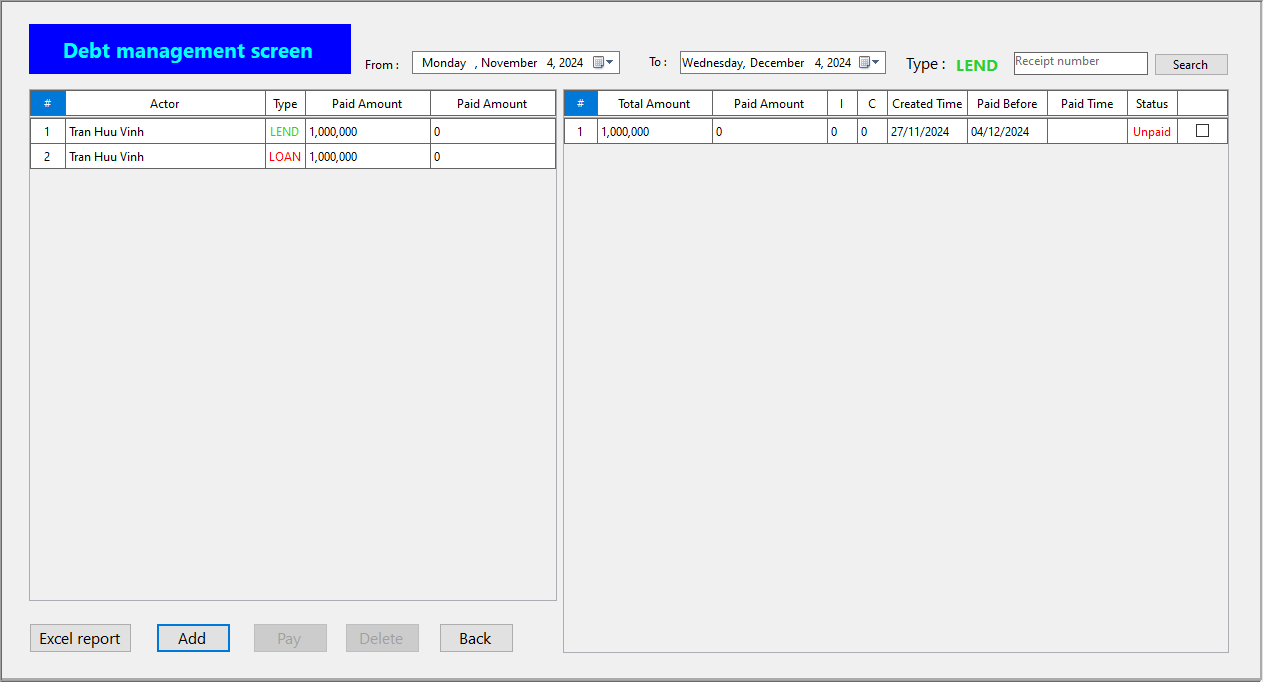 Debt management screen
From : Monday , November 4, 2024 To : Wednesday, December 4, 2024 Type : LEND Receipt number Search
# Actor Type Paid Amount Paid Amount
1 Tran Huu Vinh LEND 1,000,000 0
2 Tran Huu Vinh LOAN 1,000,000 0
# Total Amount Paid Amount I C Created Time Paid Before Paid Time Status
1 1,000,000 0 0 0 27/11/2024 04/12/2024 Unpaid
Excel report Add Pay Delete Back